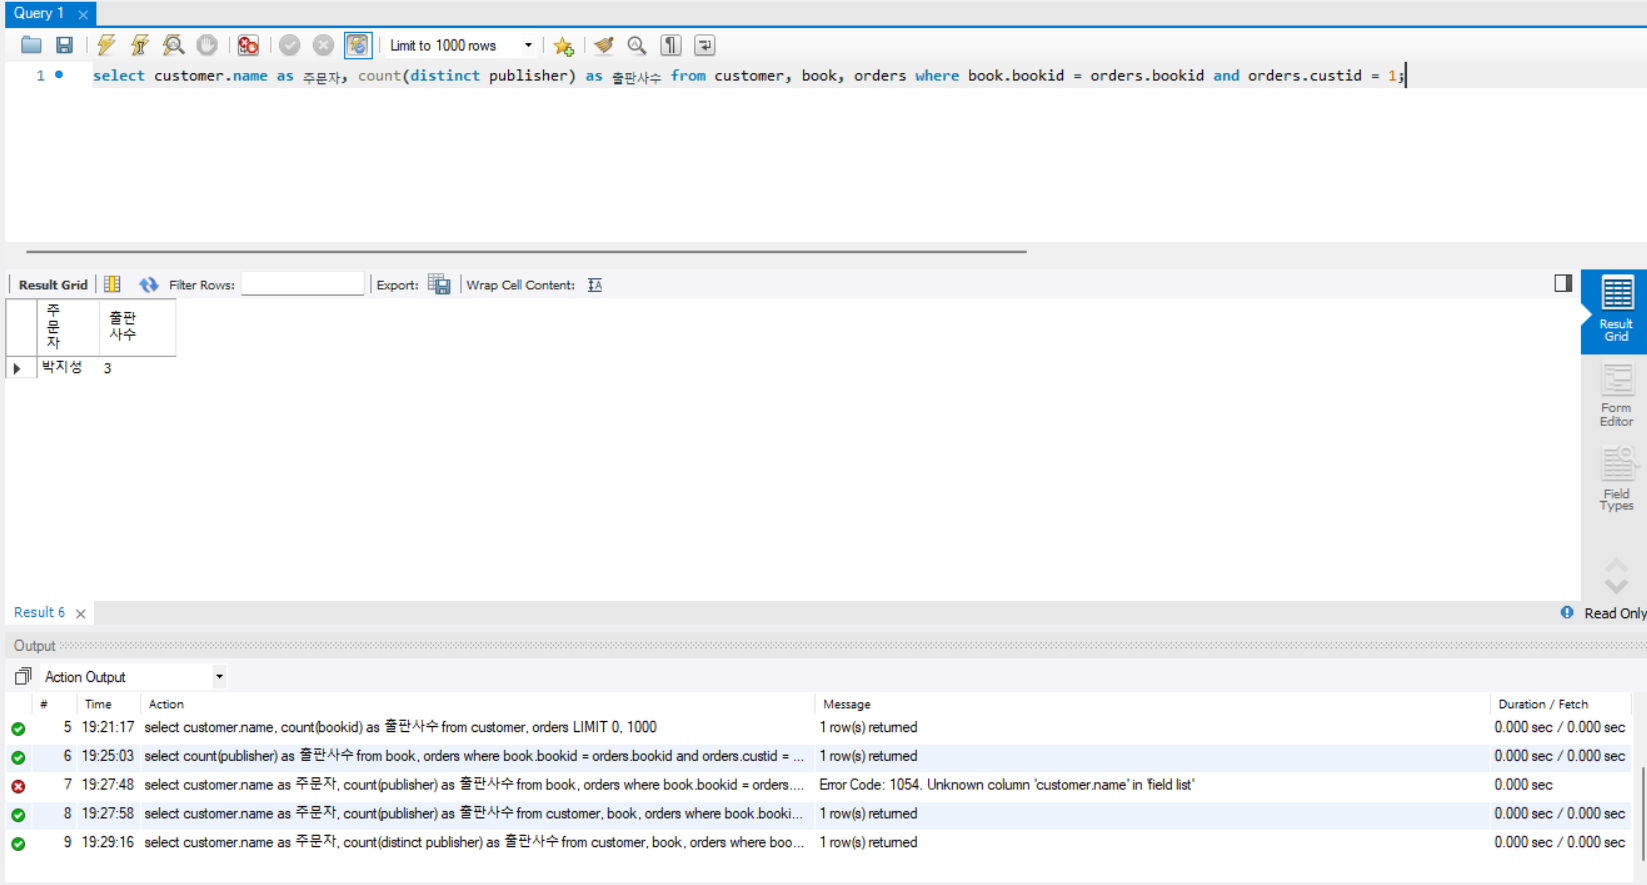 Query 1
Limit to 1000 rows
1 select customer.name as 주문자, count(distinct publisher) as 출판사수 from customer, book, orders where book.bookid = orders.bookid and orders.custid = 1;
Result Grid Filter Rows: Export: Wrap Cell Content:
주문자 출판사수
박지성 3
Result Grid
Form Editor
Field Types
Result 6
Read Only
Output
Action Output
# Time Action Message Duration / Fetch
5 19:21:17 select customer.name, count(bookid) as 출판사수 from customer, orders LIMIT 0, 1000 1 row(s) returned 0.000 sec / 0.000 sec
6 19:25:03 select count(publisher) as 출판사수 from book, orders where book.bookid = orders.bookid and orders.custid = ... 1 row(s) returned 0.000 sec / 0.000 sec
7 19:27:48 select customer.name as 주문자, count(publisher) as 출판사수 from book, orders where book.bookid = orders.... Error Code: 1054. Unknown column 'customer.name' in 'field list' 0.000 sec
8 19:27:58 select customer.name as 주문자, count(publisher) as 출판사수 from customer, book, orders where book.booki... 1 row(s) returned 0.000 sec / 0.000 sec
9 19:29:16 select customer.name as 주문자, count(distinct publisher) as 출판사수 from customer, book, orders where boo... 1 row(s) returned 0.000 sec / 0.000 sec